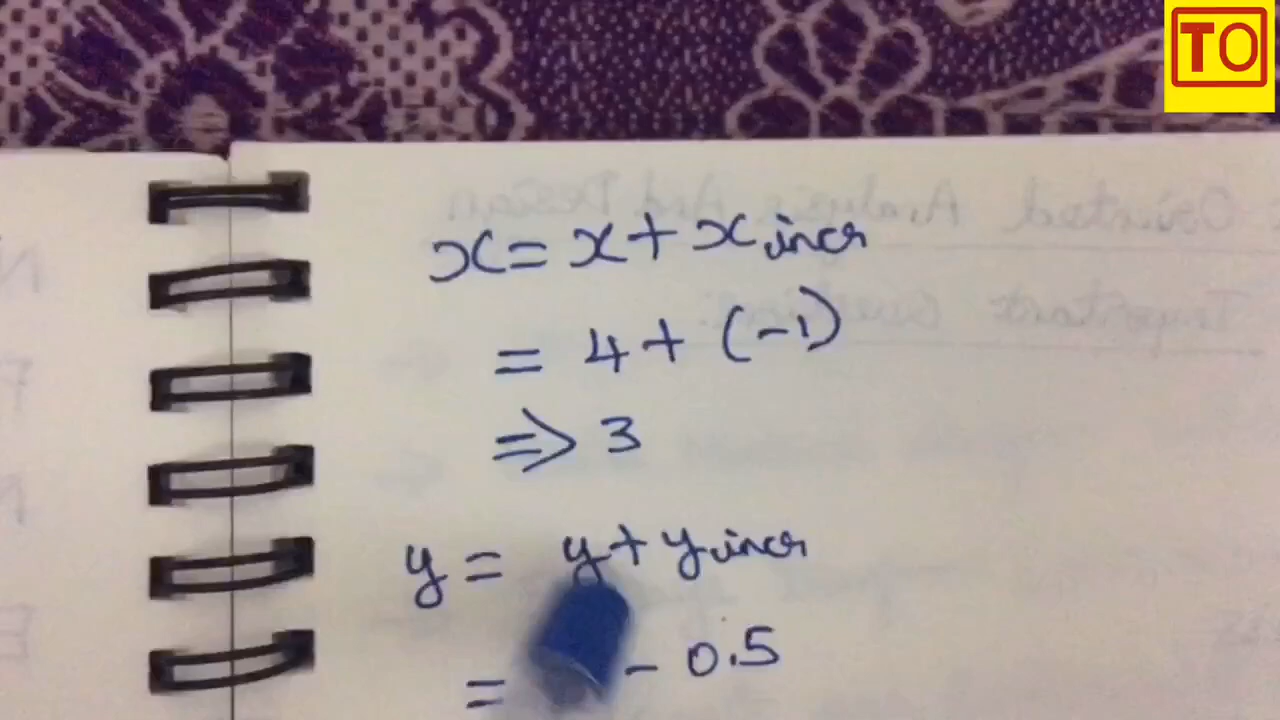 TO
x = x + x incr
= 4 + (-1)
=> 3
y = y + y incr
= - 0.5